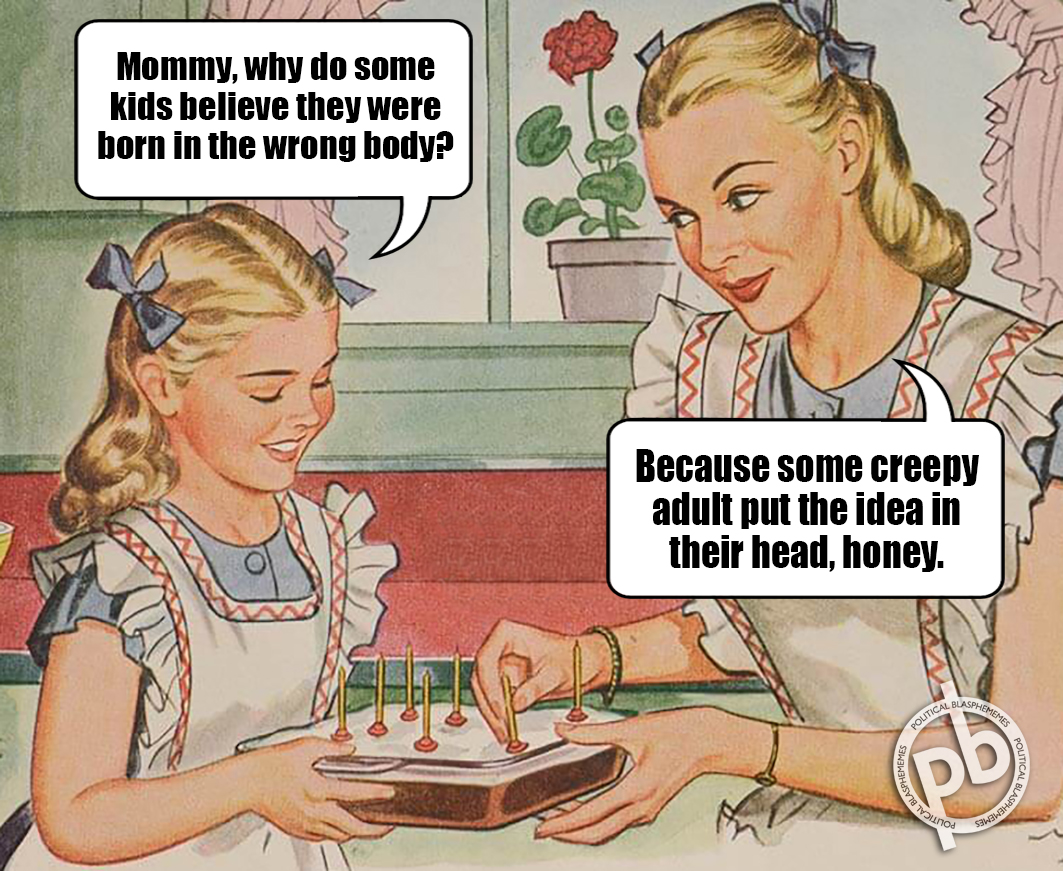 Mommy, why do some
kids believe they were
born in the wrong body?
Because some creepy
adult put the idea in
their head, honey.
POLITICAL BLASPHEMEMES
POLITICAL BLASPHEMEMES
POLITICAL BLASPHEMEMES
pb